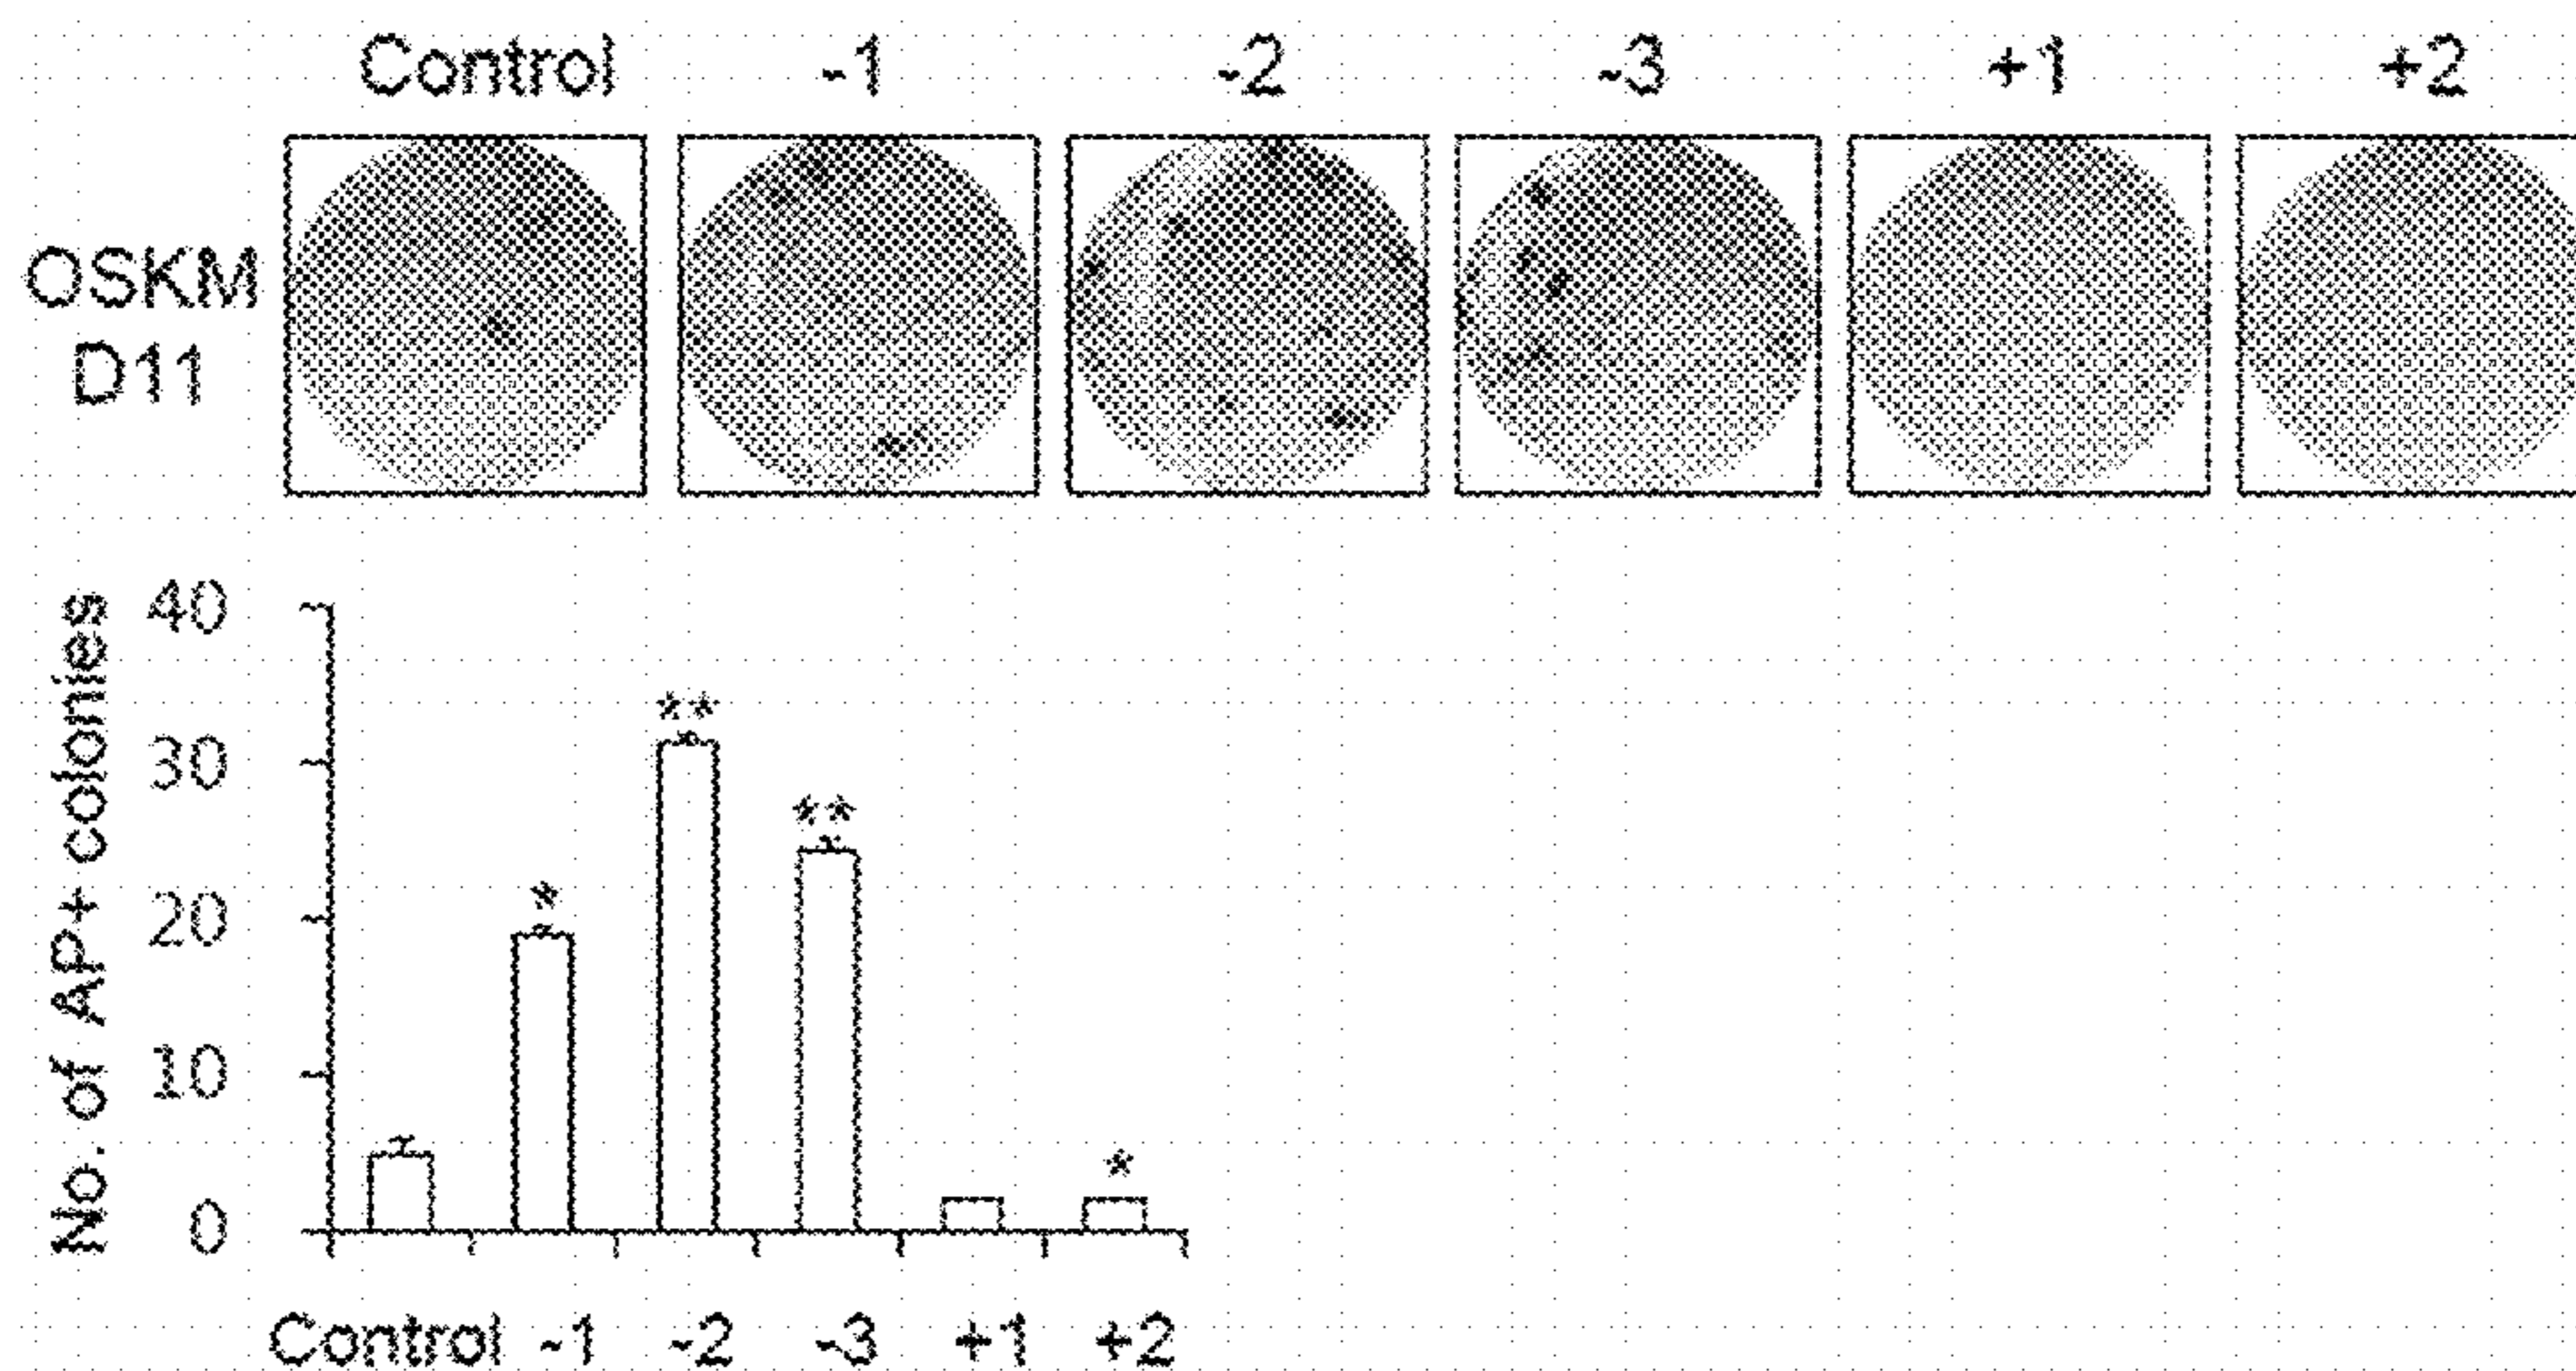 Control -1 -2 -3 +1 +2
OSKM
D11
No. of AP+ colonies
40
30
20
10
0
**
**
*
*
Control -1 -2 -3 +1 +2